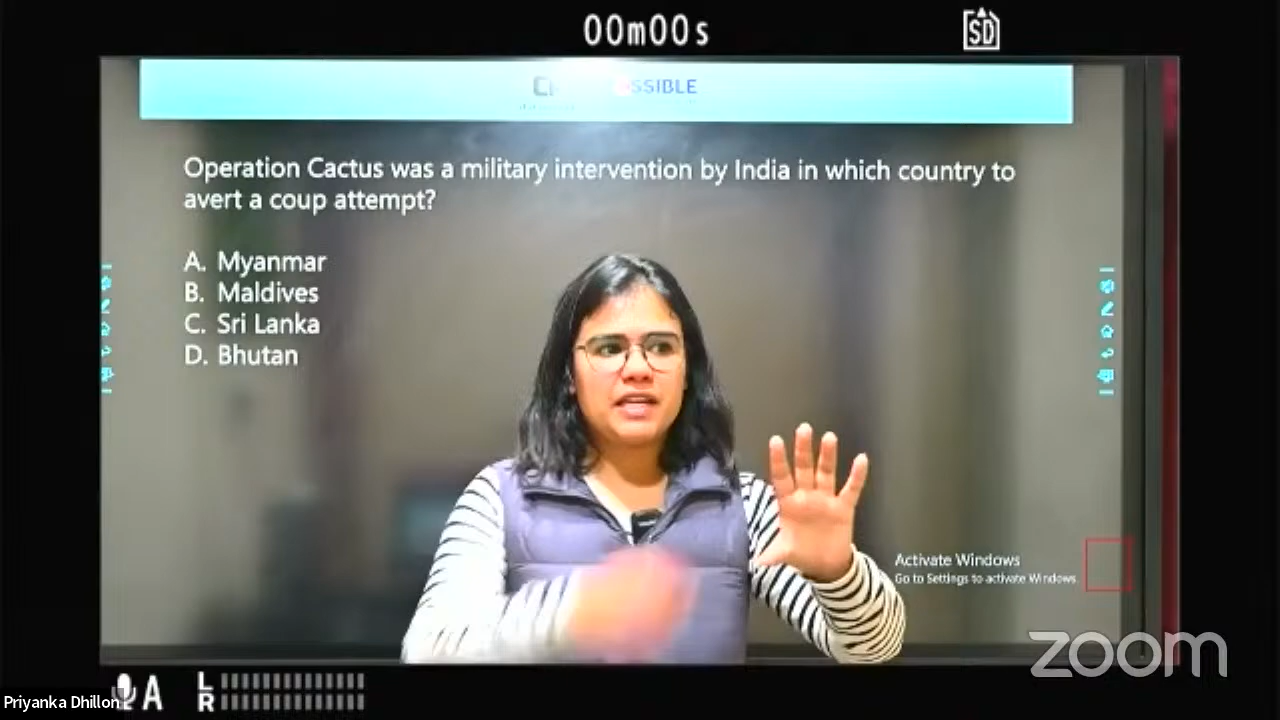 00m00s
SD
SSIBLE
Operation Cactus was a military intervention by India in which country to
avert a coup attempt?
A. Myanmar
B. Maldives
C. Sri Lanka
D. Bhutan
Activate Windows
Go to Settings to activate Windows.
zoom
Priyanka Dhillon
A
L
R